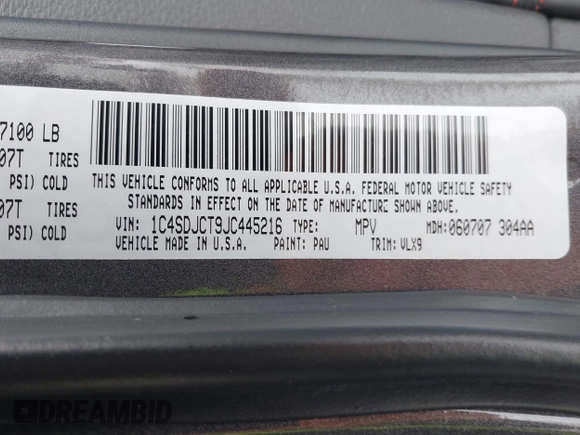 7100 LB
07T TIRES
PSI) COLD
07T TIRES
PSI) COLD
THIS VEHICLE CONFORMS TO ALL APPLICABLE U.S.A. FEDERAL MOTOR VEHICLE SAFETY
STANDARDS IN EFFECT ON THE DATE OF MANUFACTURE SHOWN ABOVE.
VIN: 1C4SDJCT9JC445216 TYPE: MPV MDH: 060707 304AA
VEHICLE MADE IN U.S.A. PAINT: PAU TRIM: VLX9
DREAMBID